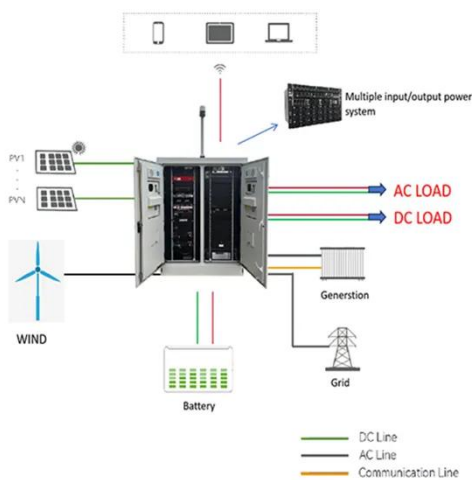 Multiple input/output power
system
PV1
PVN
AC LOAD
DC LOAD
WIND
Generstion
Grid
Battery
DC Line
AC Line
Communication Line